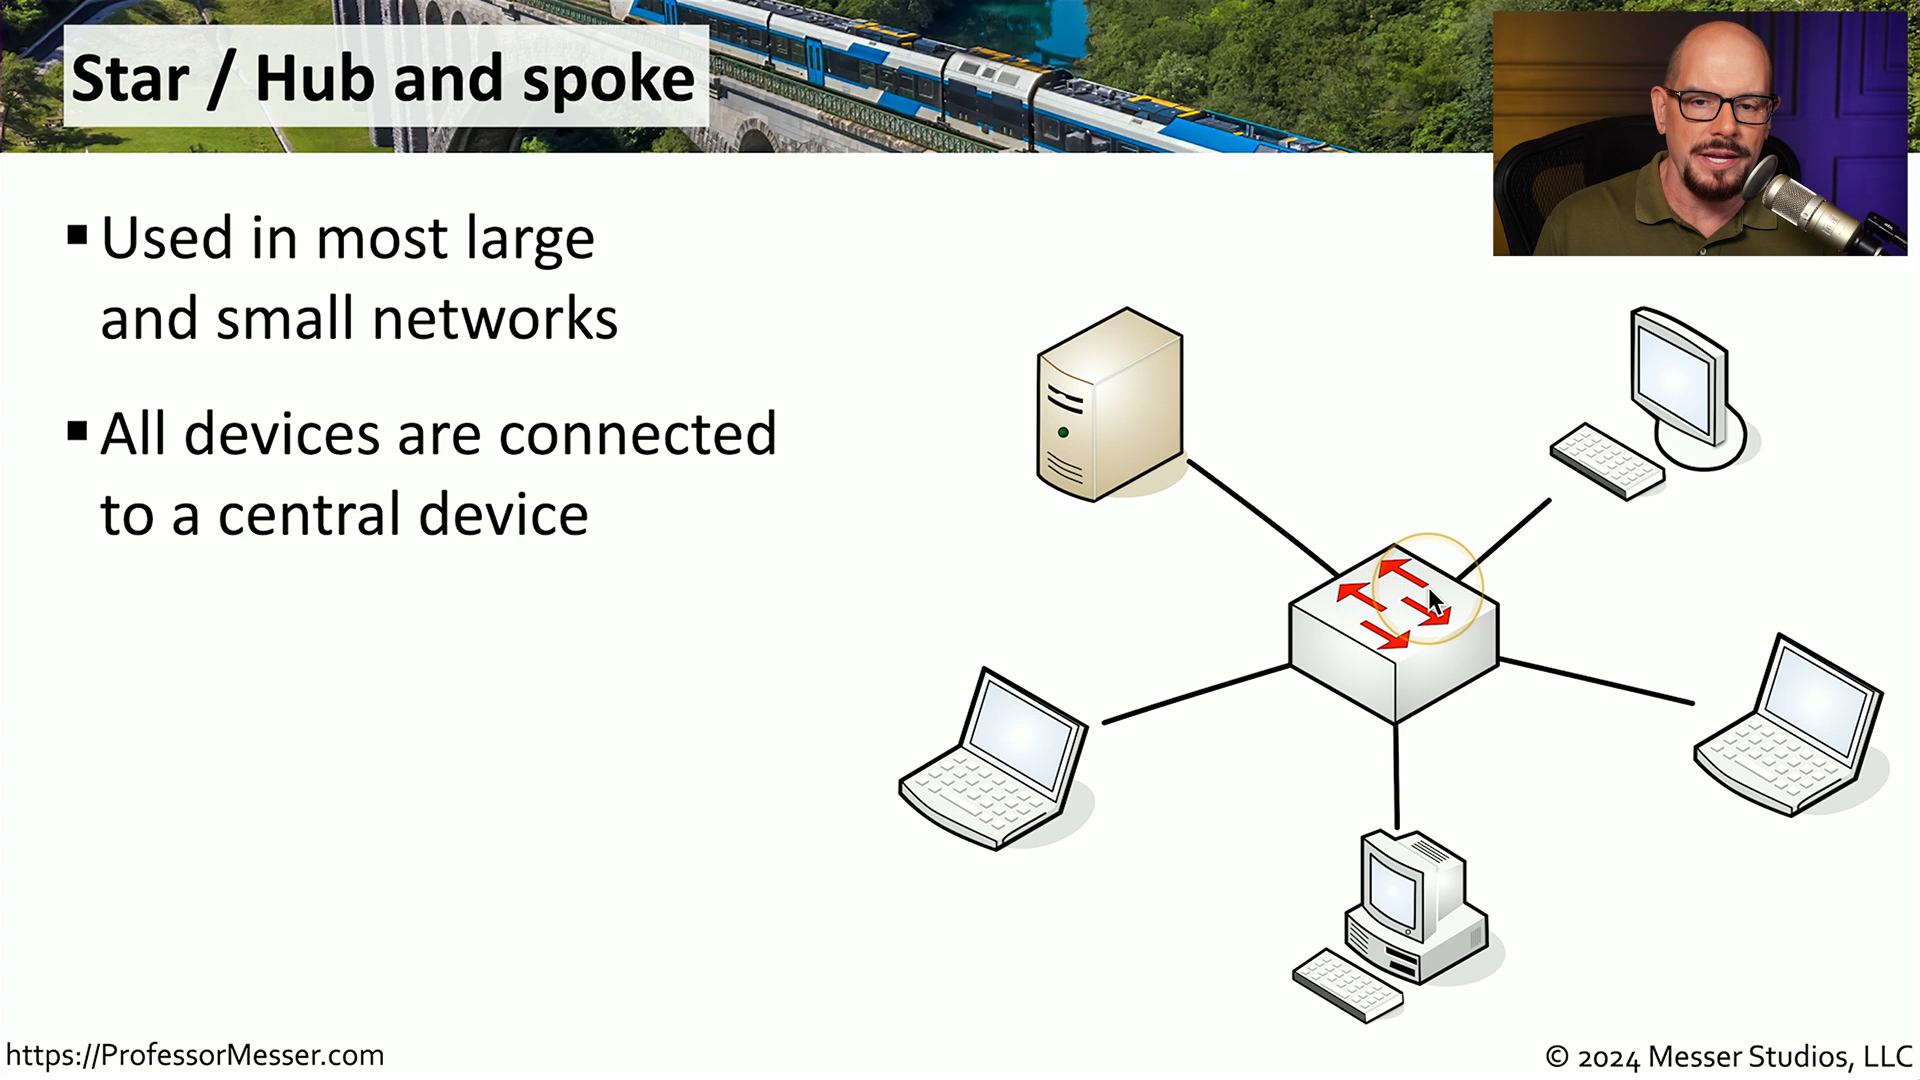 Star / Hub and spoke
Used in most large
and small networks
All devices are connected
to a central device
https://ProfessorMesser.com
© 2024 Messer Studios, LLC